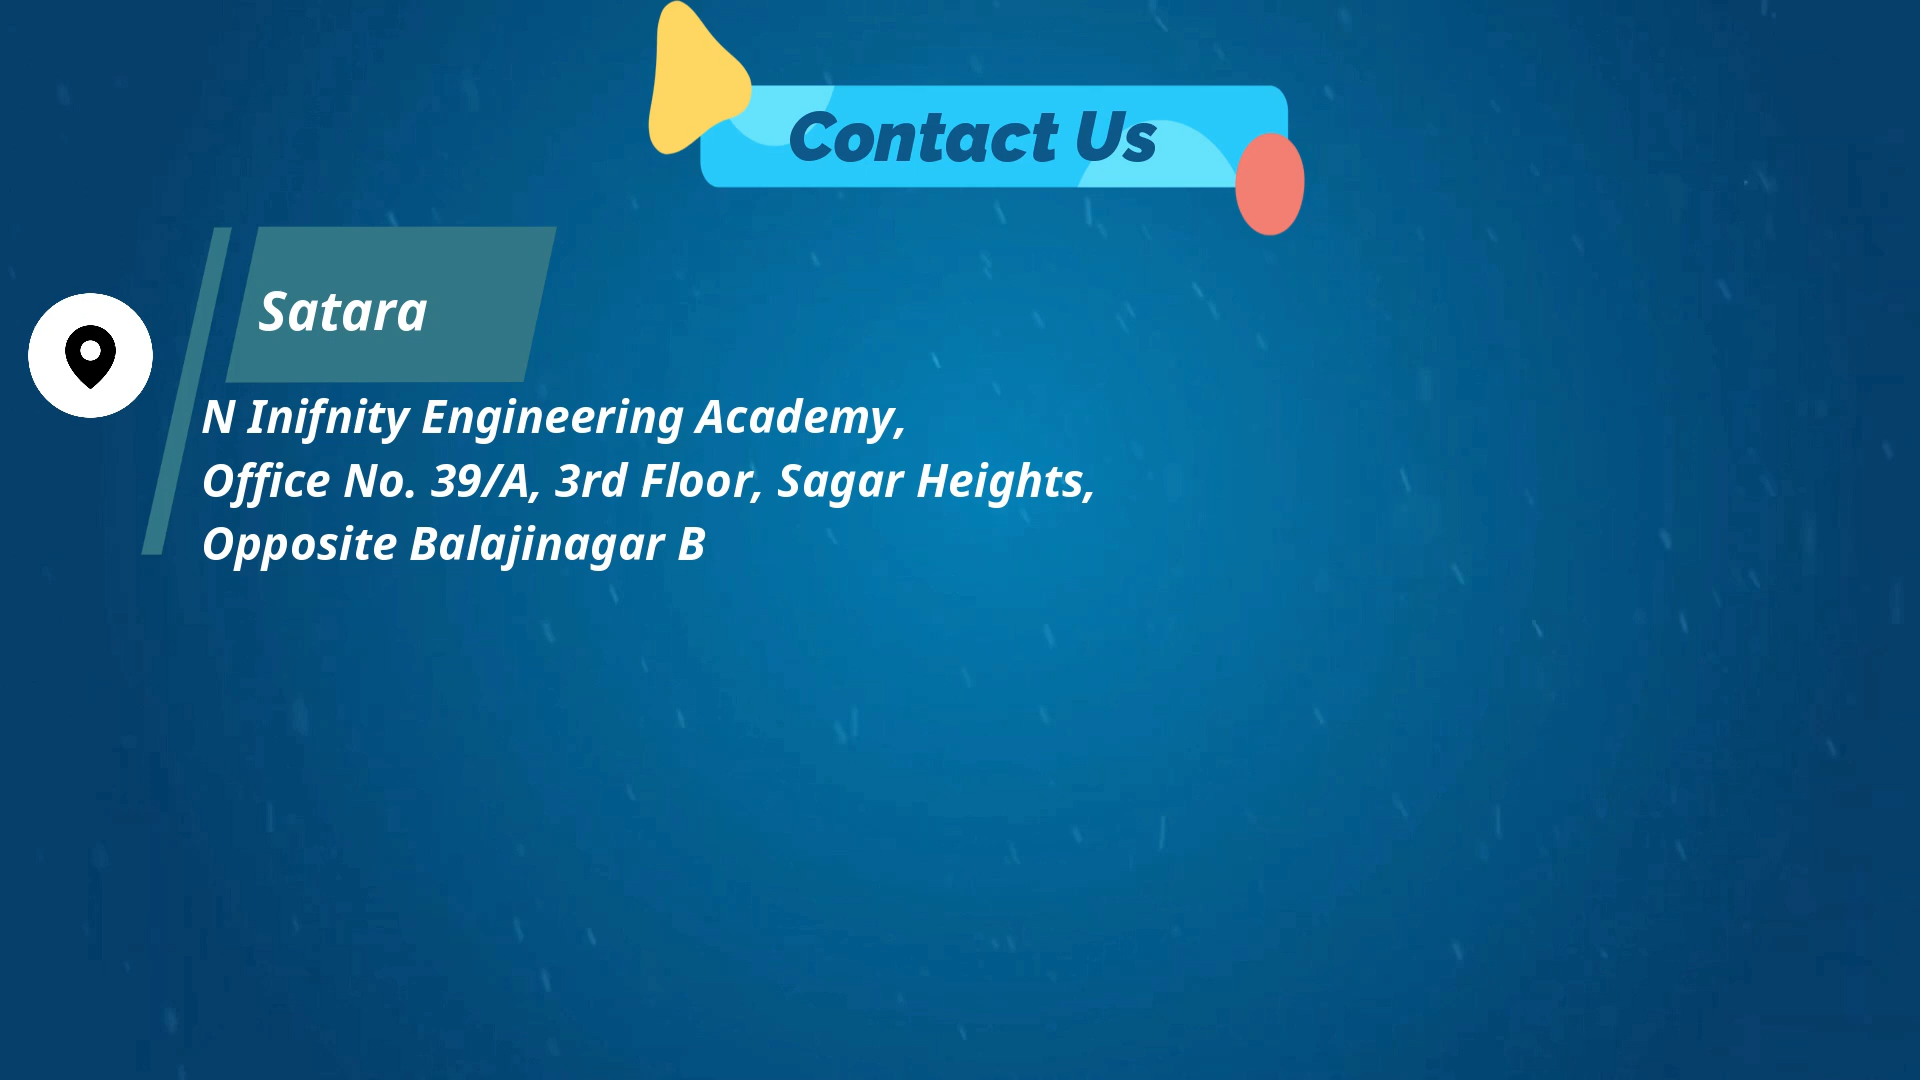 Contact Us
Satara
N Inifnity Engineering Academy,
Office No. 39/A, 3rd Floor, Sagar Heights,
Opposite Balajinagar B